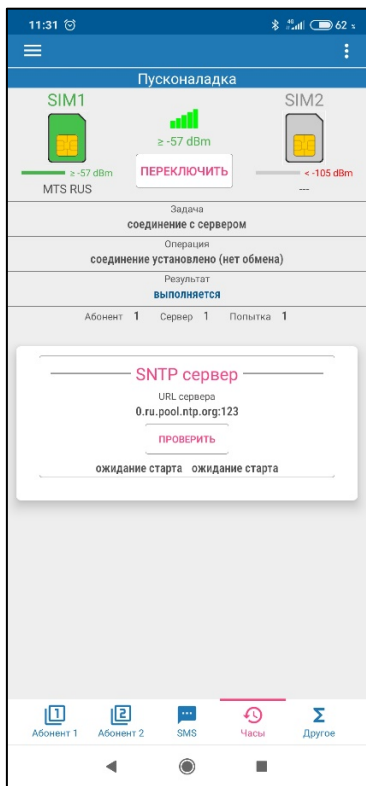 11:31 62
Пусконаладка
SIM1 SIM2
≥ -57 dBm
ПЕРЕКЛЮЧИТЬ
≥ -57 dBm < -105 dBm
MTS RUS ---
Задача
соединение с сервером
Операция
соединение установлено (нет обмена)
Результат
выполняется
Абонент 1 Сервер 1 Попытка 1
SNTP сервер
URL сервера
0.ru.pool.ntp.org:123
ПРОВЕРИТЬ
ожидание старта ожидание старта
1 2
Абонент 1 Абонент 2 SMS Часы Другое